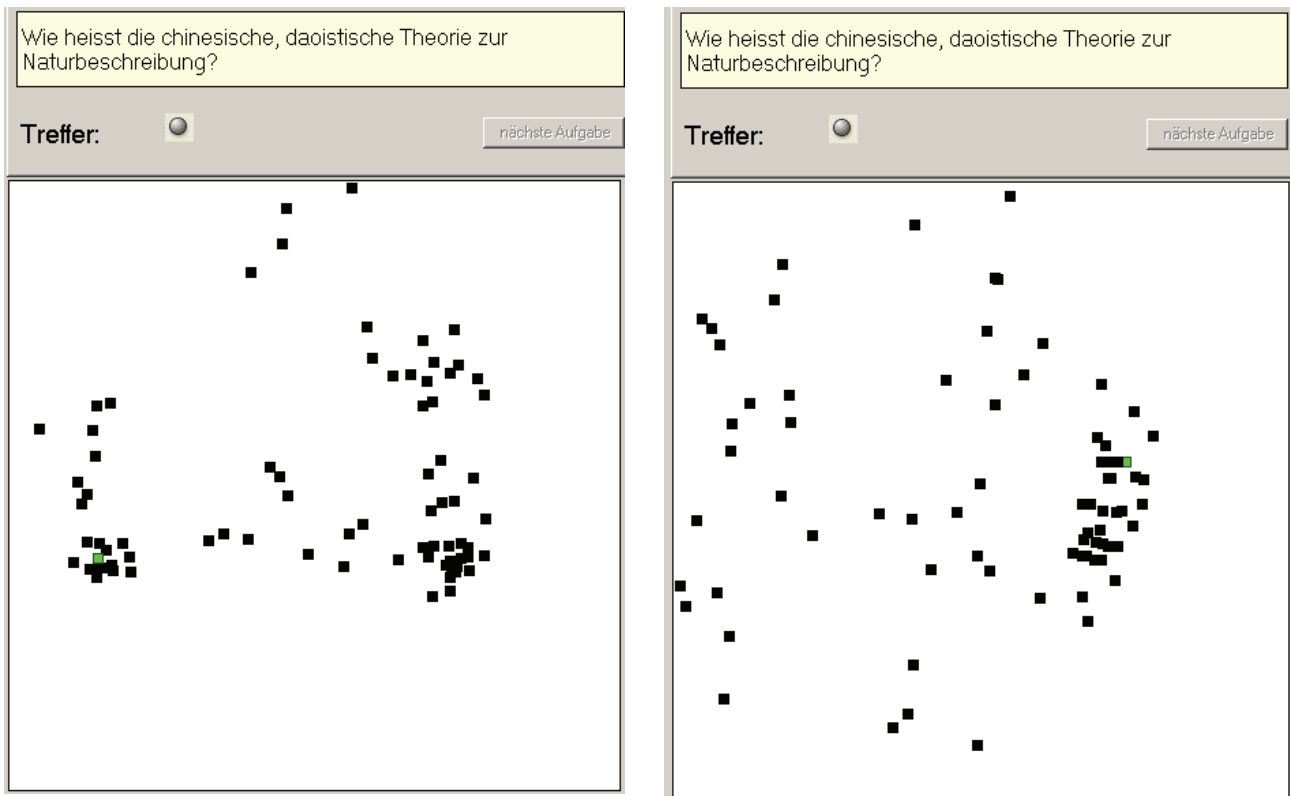 Wie heisst die chinesische, daoistische Theorie zur
Naturbeschreibung?
Treffer:
nächste Aufgabe
Wie heisst die chinesische, daoistische Theorie zur
Naturbeschreibung?
Treffer:
nächste Aufgabe